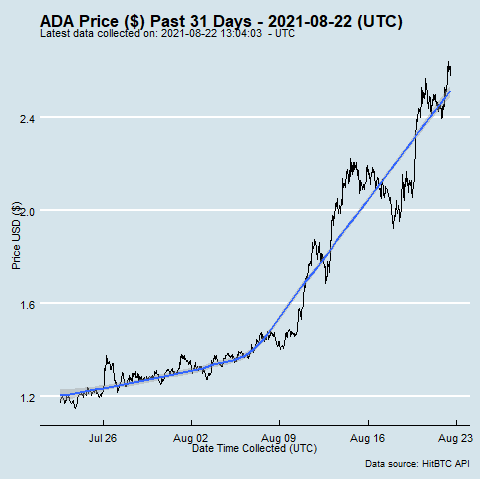 ADA Price ($) Past 31 Days - 2021-08-22 (UTC)
Latest data collected on: 2021-08-22 13:04:03 - UTC
Price USD ($)
2.4
2.0
1.6
1.2
Jul 26 Aug 02 Aug 09 Aug 16 Aug 23
Date Time Collected (UTC)
Data source: HitBTC API